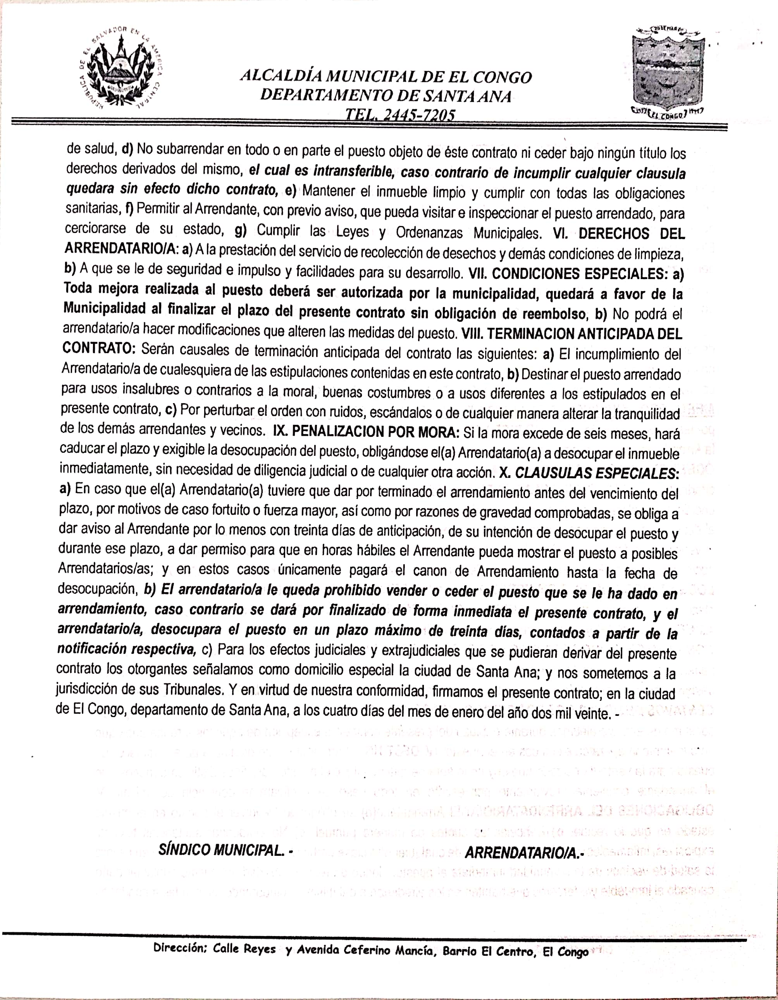 REPUBLICA DE EL SALVADOR EN LA AMERICA CENTRAL
ALCALDÍA MUNICIPAL DE EL CONGO
DEPARTAMENTO DE SANTA ANA
TEL. 2445-7205
EL CONGO
de salud, d) No subarrendar en todo o en parte el puesto objeto de éste contrato ni ceder bajo ningún título los
derechos derivados del mismo, el cual es intransferible, caso contrario de incumplir cualquier clausula
quedara sin efecto dicho contrato, e) Mantener el inmueble limpio y cumplir con todas las obligaciones
sanitarias, f) Permitir al Arrendante, con previo aviso, que pueda visitar e inspeccionar el puesto arrendado, para
cerciorarse de su estado, g) Cumplir las Leyes y Ordenanzas Municipales. VI. DERECHOS DEL
ARRENDATARIO/A: a) A la prestación del servicio de recolección de desechos y demás condiciones de limpieza,
b) A que se le de seguridad e impulso y facilidades para su desarrollo. VII. CONDICIONES ESPECIALES: a)
Toda mejora realizada al puesto deberá ser autorizada por la municipalidad, quedará a favor de la
Municipalidad al finalizar el plazo del presente contrato sin obligación de reembolso, b) No podrá el
arrendatario/a hacer modificaciones que alteren las medidas del puesto. VIII. TERMINACION ANTICIPADA DEL
CONTRATO: Serán causales de terminación anticipada del contrato las siguientes: a) El incumplimiento del
Arrendatario/a de cualesquiera de las estipulaciones contenidas en este contrato, b) Destinar el puesto arrendado
para usos insalubres o contrarios a la moral, buenas costumbres o a usos diferentes a los estipulados en el
presente contrato, c) Por perturbar el orden con ruidos, escándalos o de cualquier manera alterar la tranquilidad
de los demás arrendantes y vecinos. IX. PENALIZACION POR MORA: Si la mora excede de seis meses, hará
caducar el plazo y exigible la desocupación del puesto, obligándose el(a) Arrendatario(a) a desocupar el inmueble
inmediatamente, sin necesidad de diligencia judicial o de cualquier otra acción. X. CLAUSULAS ESPECIALES:
a) En caso que el(a) Arrendatario(a) tuviere que dar por terminado el arrendamiento antes del vencimiento del
plazo, por motivos de caso fortuito o fuerza mayor, así como por razones de gravedad comprobadas, se obliga a
dar aviso al Arrendante por lo menos con treinta días de anticipación, de su intención de desocupar el puesto y
durante ese plazo, a dar permiso para que en horas hábiles el Arrendante pueda mostrar el puesto a posibles
Arrendatarios/as; y en estos casos únicamente pagará el canon de Arrendamiento hasta la fecha de
desocupación, b) El arrendatario/a le queda prohibido vender o ceder el puesto que se le ha dado en
arrendamiento, caso contrario se dará por finalizado de forma inmediata el presente contrato, y el
arrendatario/a, desocupara el puesto en un plazo máximo de treinta días, contados a partir de la
notificación respectiva, c) Para los efectos judiciales y extrajudiciales que se pudieran derivar del presente
contrato los otorgantes señalamos como domicilio especial la ciudad de Santa Ana; y nos sometemos a la
jurisdicción de sus Tribunales. Y en virtud de nuestra conformidad, firmamos el presente contrato; en la ciudad
de El Congo, departamento de Santa Ana, a los cuatro días del mes de enero del año dos mil veinte. -
SÍNDICO MUNICIPAL. -
ARRENDATARIO/A.-
Dirección; Calle Reyes y Avenida Ceferino Mancía, Barrio El Centro, El Congo